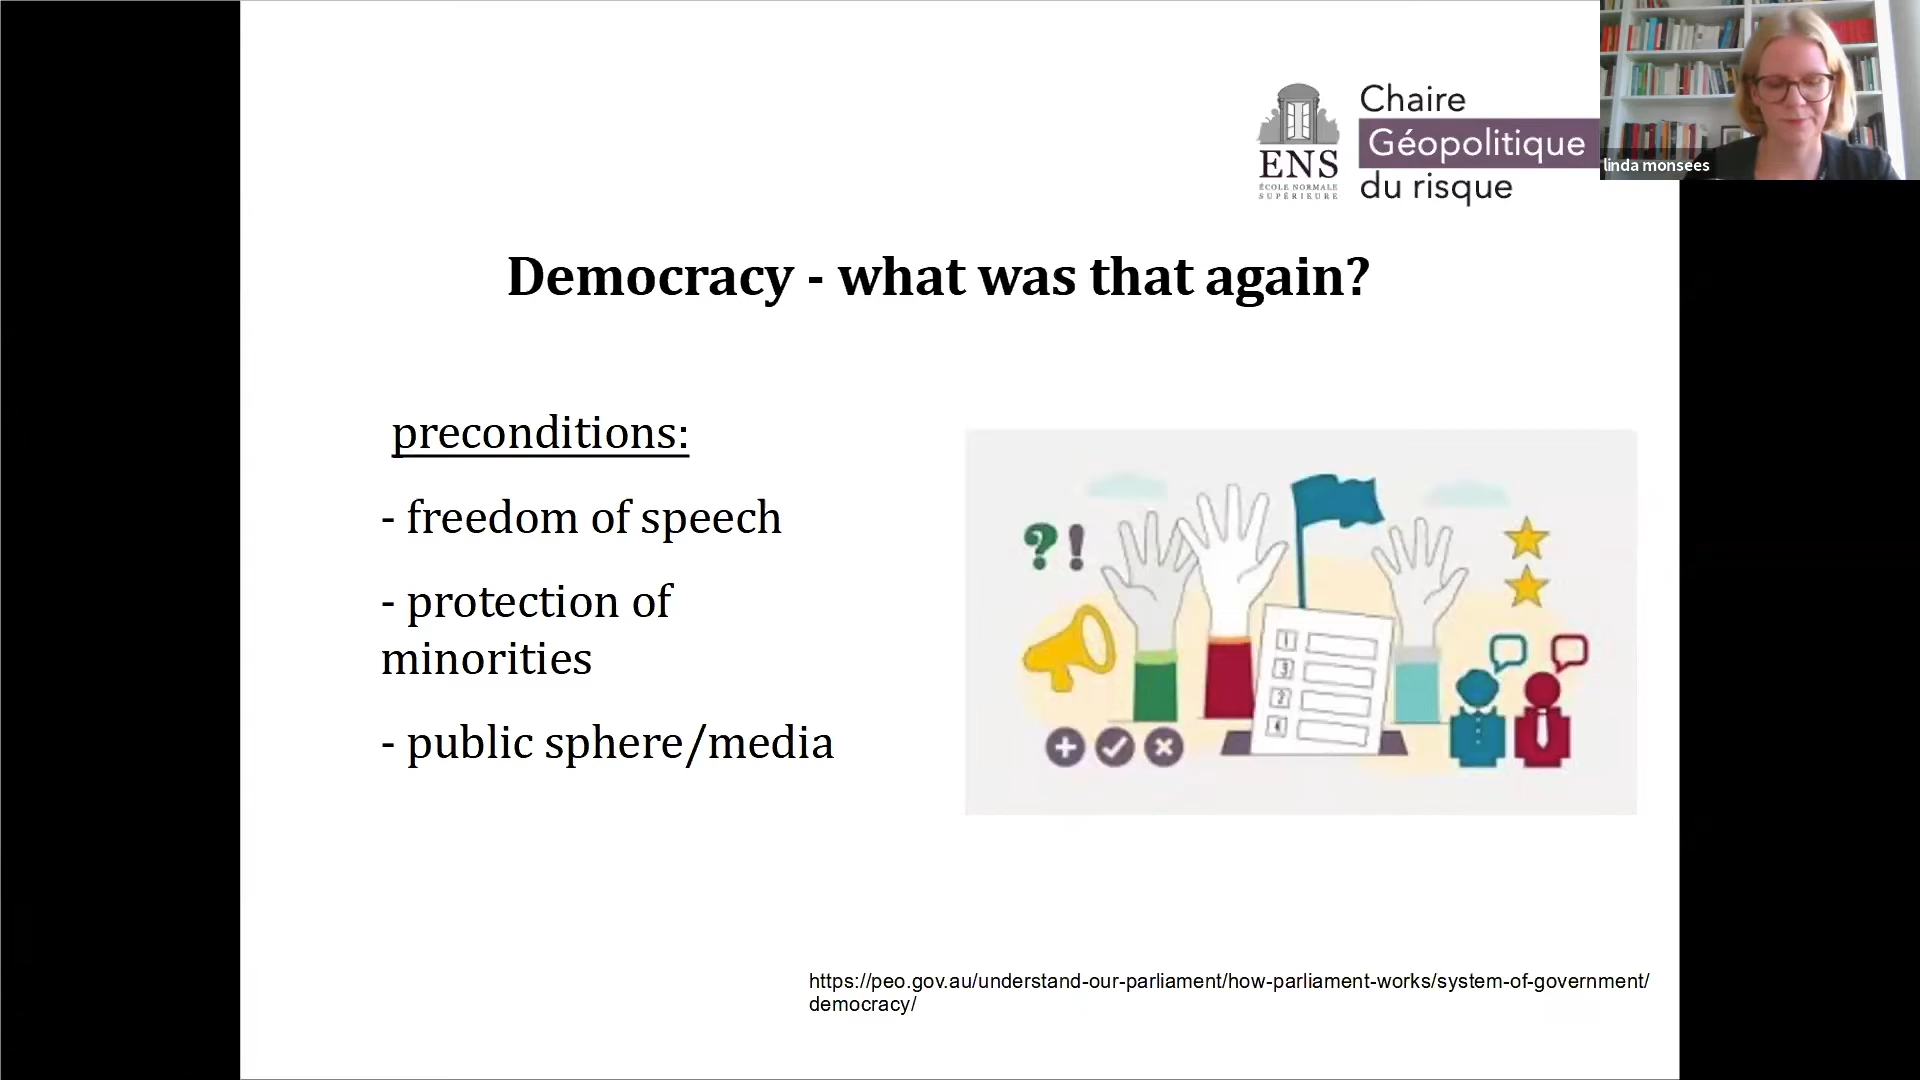 ENS
ÉCOLE NORMALE
SUPÉRIEURE
Chaire
Géopolitique
du risque
linda monsees
Democracy - what was that again?
preconditions:
- freedom of speech
- protection of
minorities
- public sphere/media
? !
1
3
2
4
https://peo.gov.au/understand-our-parliament/how-parliament-works/system-of-government/
democracy/